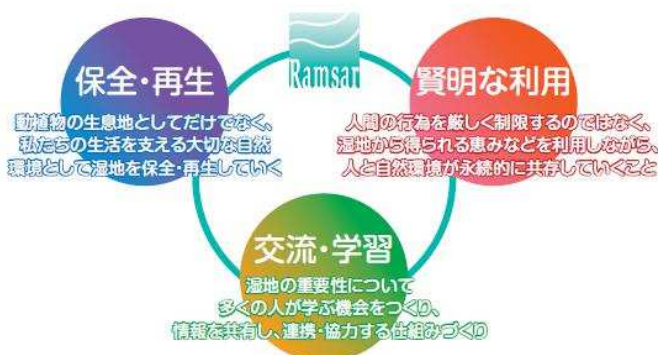 Ramsar
保全・再生
動植物の生息地としてだけでなく、
私たちの生活を支える大切な自然
環境として湿地を保全・再生していく
賢明な利用
人間の行為を厳しく制限するのではなく、
湿地から得られる恵みなどを利用しながら、
人と自然環境が永続的に共存していくこと
交流・学習
湿地の重要性について
多くの人が学ぶ機会をつくり、
情報を共有し、連携・協力する仕組みづくり